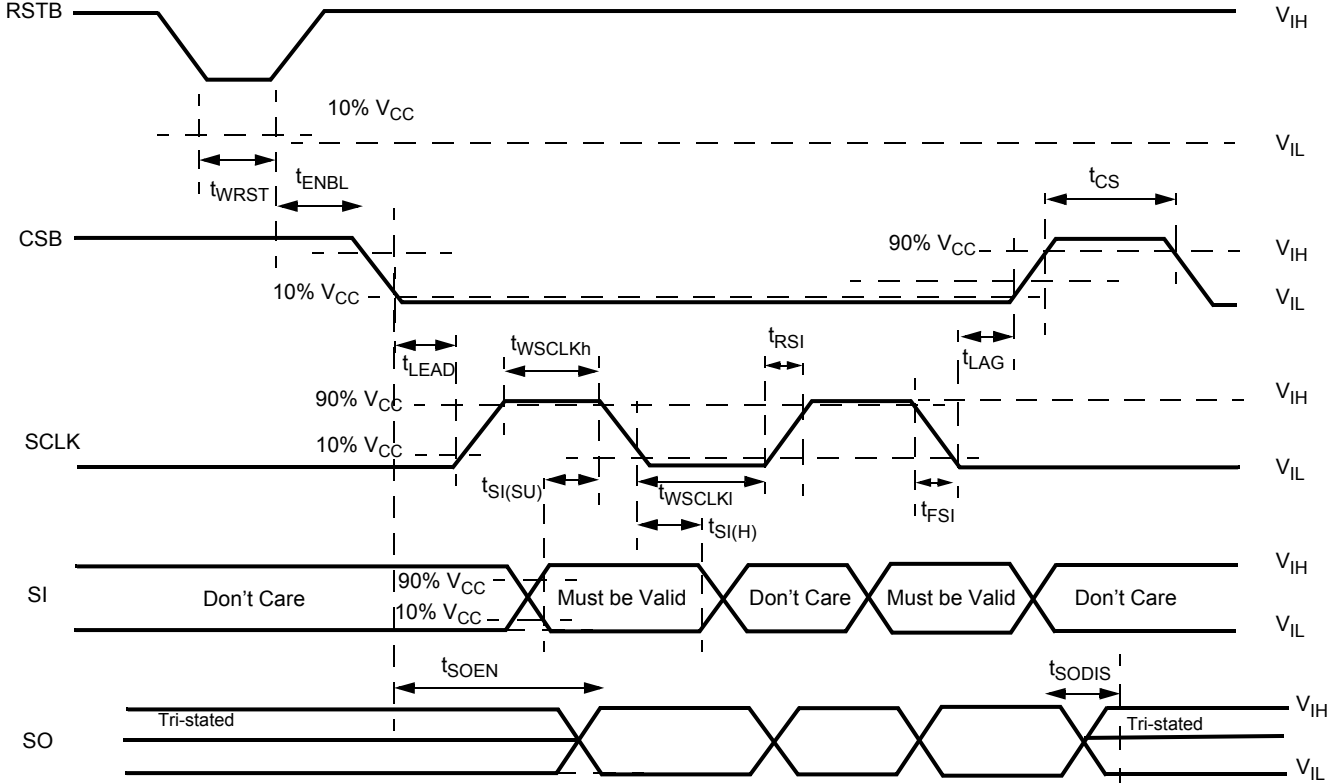 RSTB
V_IH
10% V_CC
V_IL
t_WRST
t_ENBL
t_CS
CSB
90% V_CC
V_IH
10% V_CC
V_IL
t_LEAD
t_WSCLKh
t_RSI
t_LAG
90% V_CC
V_IH
SCLK
10% V_CC
V_IL
t_SI(SU)
t_WSCLKl
t_FSI
t_SI(H)
V_IH
SI
Don't Care
90% V_CC
10% V_CC
Must be Valid
Don't Care
Must be Valid
Don't Care
V_IL
t_SOEN
t_SODIS
V_IH
Tri-stated
Tri-stated
SO
V_IL